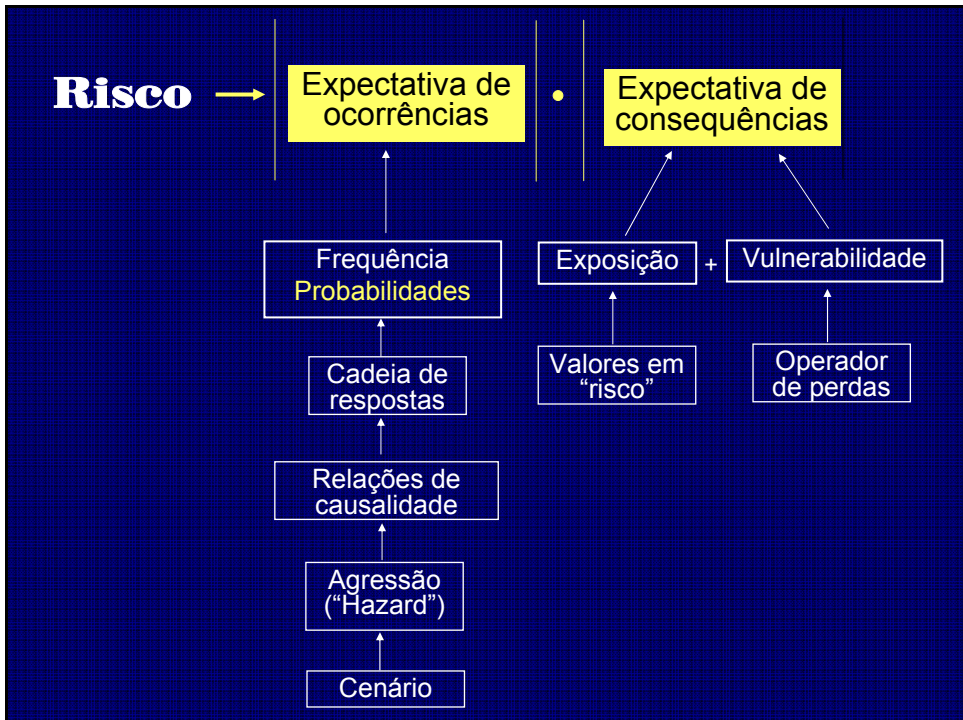 Risco
Expectativa de
ocorrências
•
Expectativa de
consequências
Frequência
Probabilidades
Exposição
+
Vulnerabilidade
Cadeia de
respostas
Valores em
“risco”
Operador
de perdas
Relações de
causalidade
Agressão
(“Hazard”)
Cenário